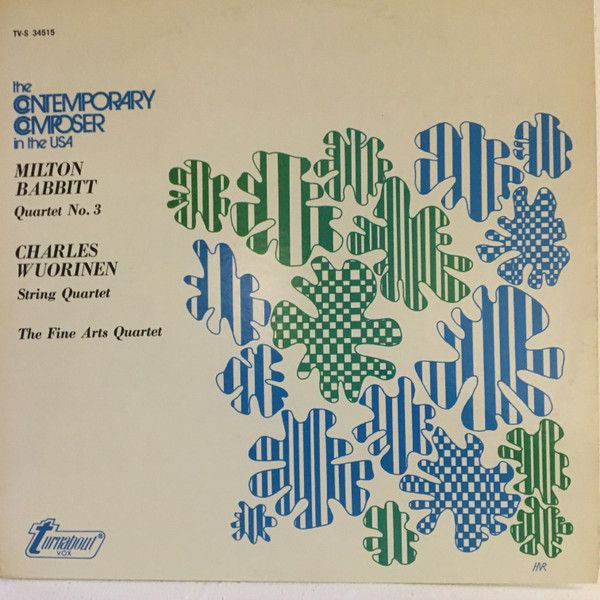 TV-S 34515
the
CONTEMPORARY
COMPOSER
in the USA
MILTON
BABBITT
Quartet No. 3
CHARLES
WUORINEN
String Quartet
The Fine Arts Quartet
turnabout
VOX
HVR